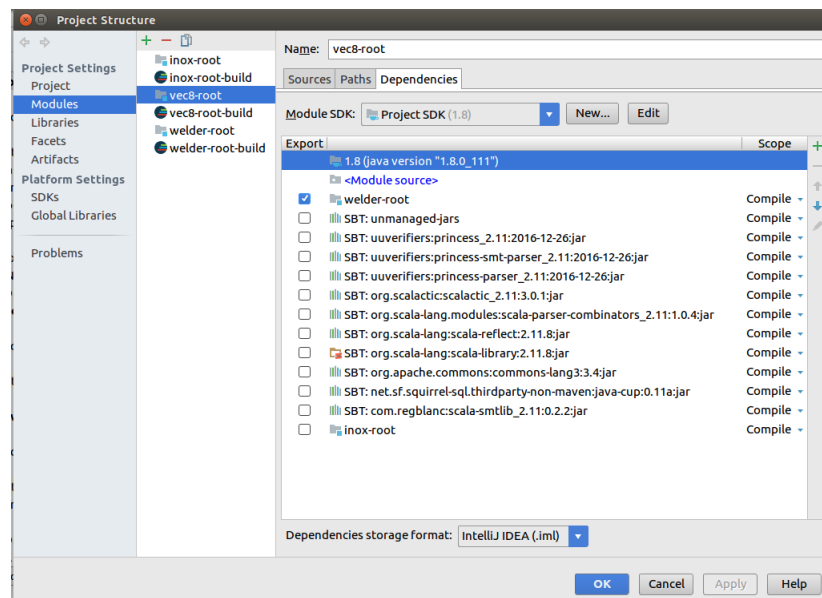 Project Structure
Project Settings
Project
Modules
Libraries
Facets
Artifacts
Platform Settings
SDKs
Global Libraries
Problems
inox-root
inox-root-build
vec8-root
vec8-root-build
welder-root
welder-root-build
Name: vec8-root
Sources Paths Dependencies
Module SDK: Project SDK (1.8) New... Edit
Export Scope
1.8 (java version "1.8.0_111")
<Module source>
welder-root Compile
SBT: unmanaged-jars Compile
SBT: uuverifiers:princess_2.11:2016-12-26:jar Compile
SBT: uuverifiers:princess-smt-parser_2.11:2016-12-26:jar Compile
SBT: uuverifiers:princess-parser_2.11:2016-12-26:jar Compile
SBT: org.scalactic:scalactic_2.11:3.0.1:jar Compile
SBT: org.scala-lang.modules:scala-parser-combinators_2.11:1.0.4:jar Compile
SBT: org.scala-lang:scala-reflect:2.11.8:jar Compile
SBT: org.scala-lang:scala-library:2.11.8:jar Compile
SBT: org.apache.commons:commons-lang3:3.4:jar Compile
SBT: net.sf.squirrel-sql.thirdparty-non-maven:java-cup:0.11a:jar Compile
SBT: com.regblanc:scala-smtlib_2.11:0.2.2:jar Compile
inox-root Compile
Dependencies storage format: IntelliJ IDEA (.iml)
OK Cancel Apply Help